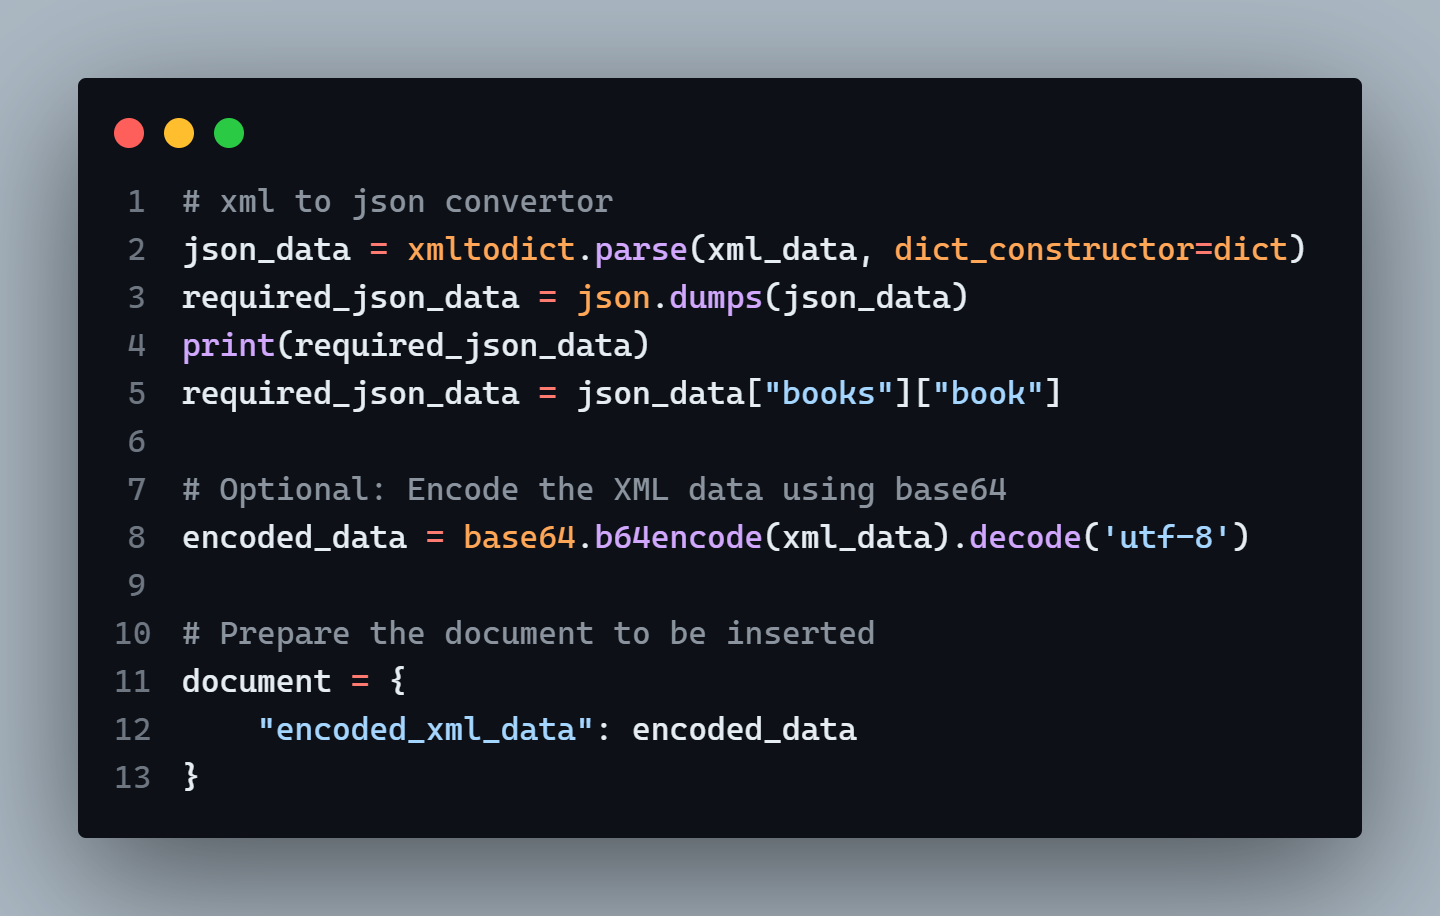 1 # xml to json convertor
2 json_data = xmltodict.parse(xml_data, dict_constructor=dict)
3 required_json_data = json.dumps(json_data)
4 print(required_json_data)
5 required_json_data = json_data["books"]["book"]
6
7 # Optional: Encode the XML data using base64
8 encoded_data = base64.b64encode(xml_data).decode('utf-8')
9
10 # Prepare the document to be inserted
11 document = {
12     "encoded_xml_data": encoded_data
13 }